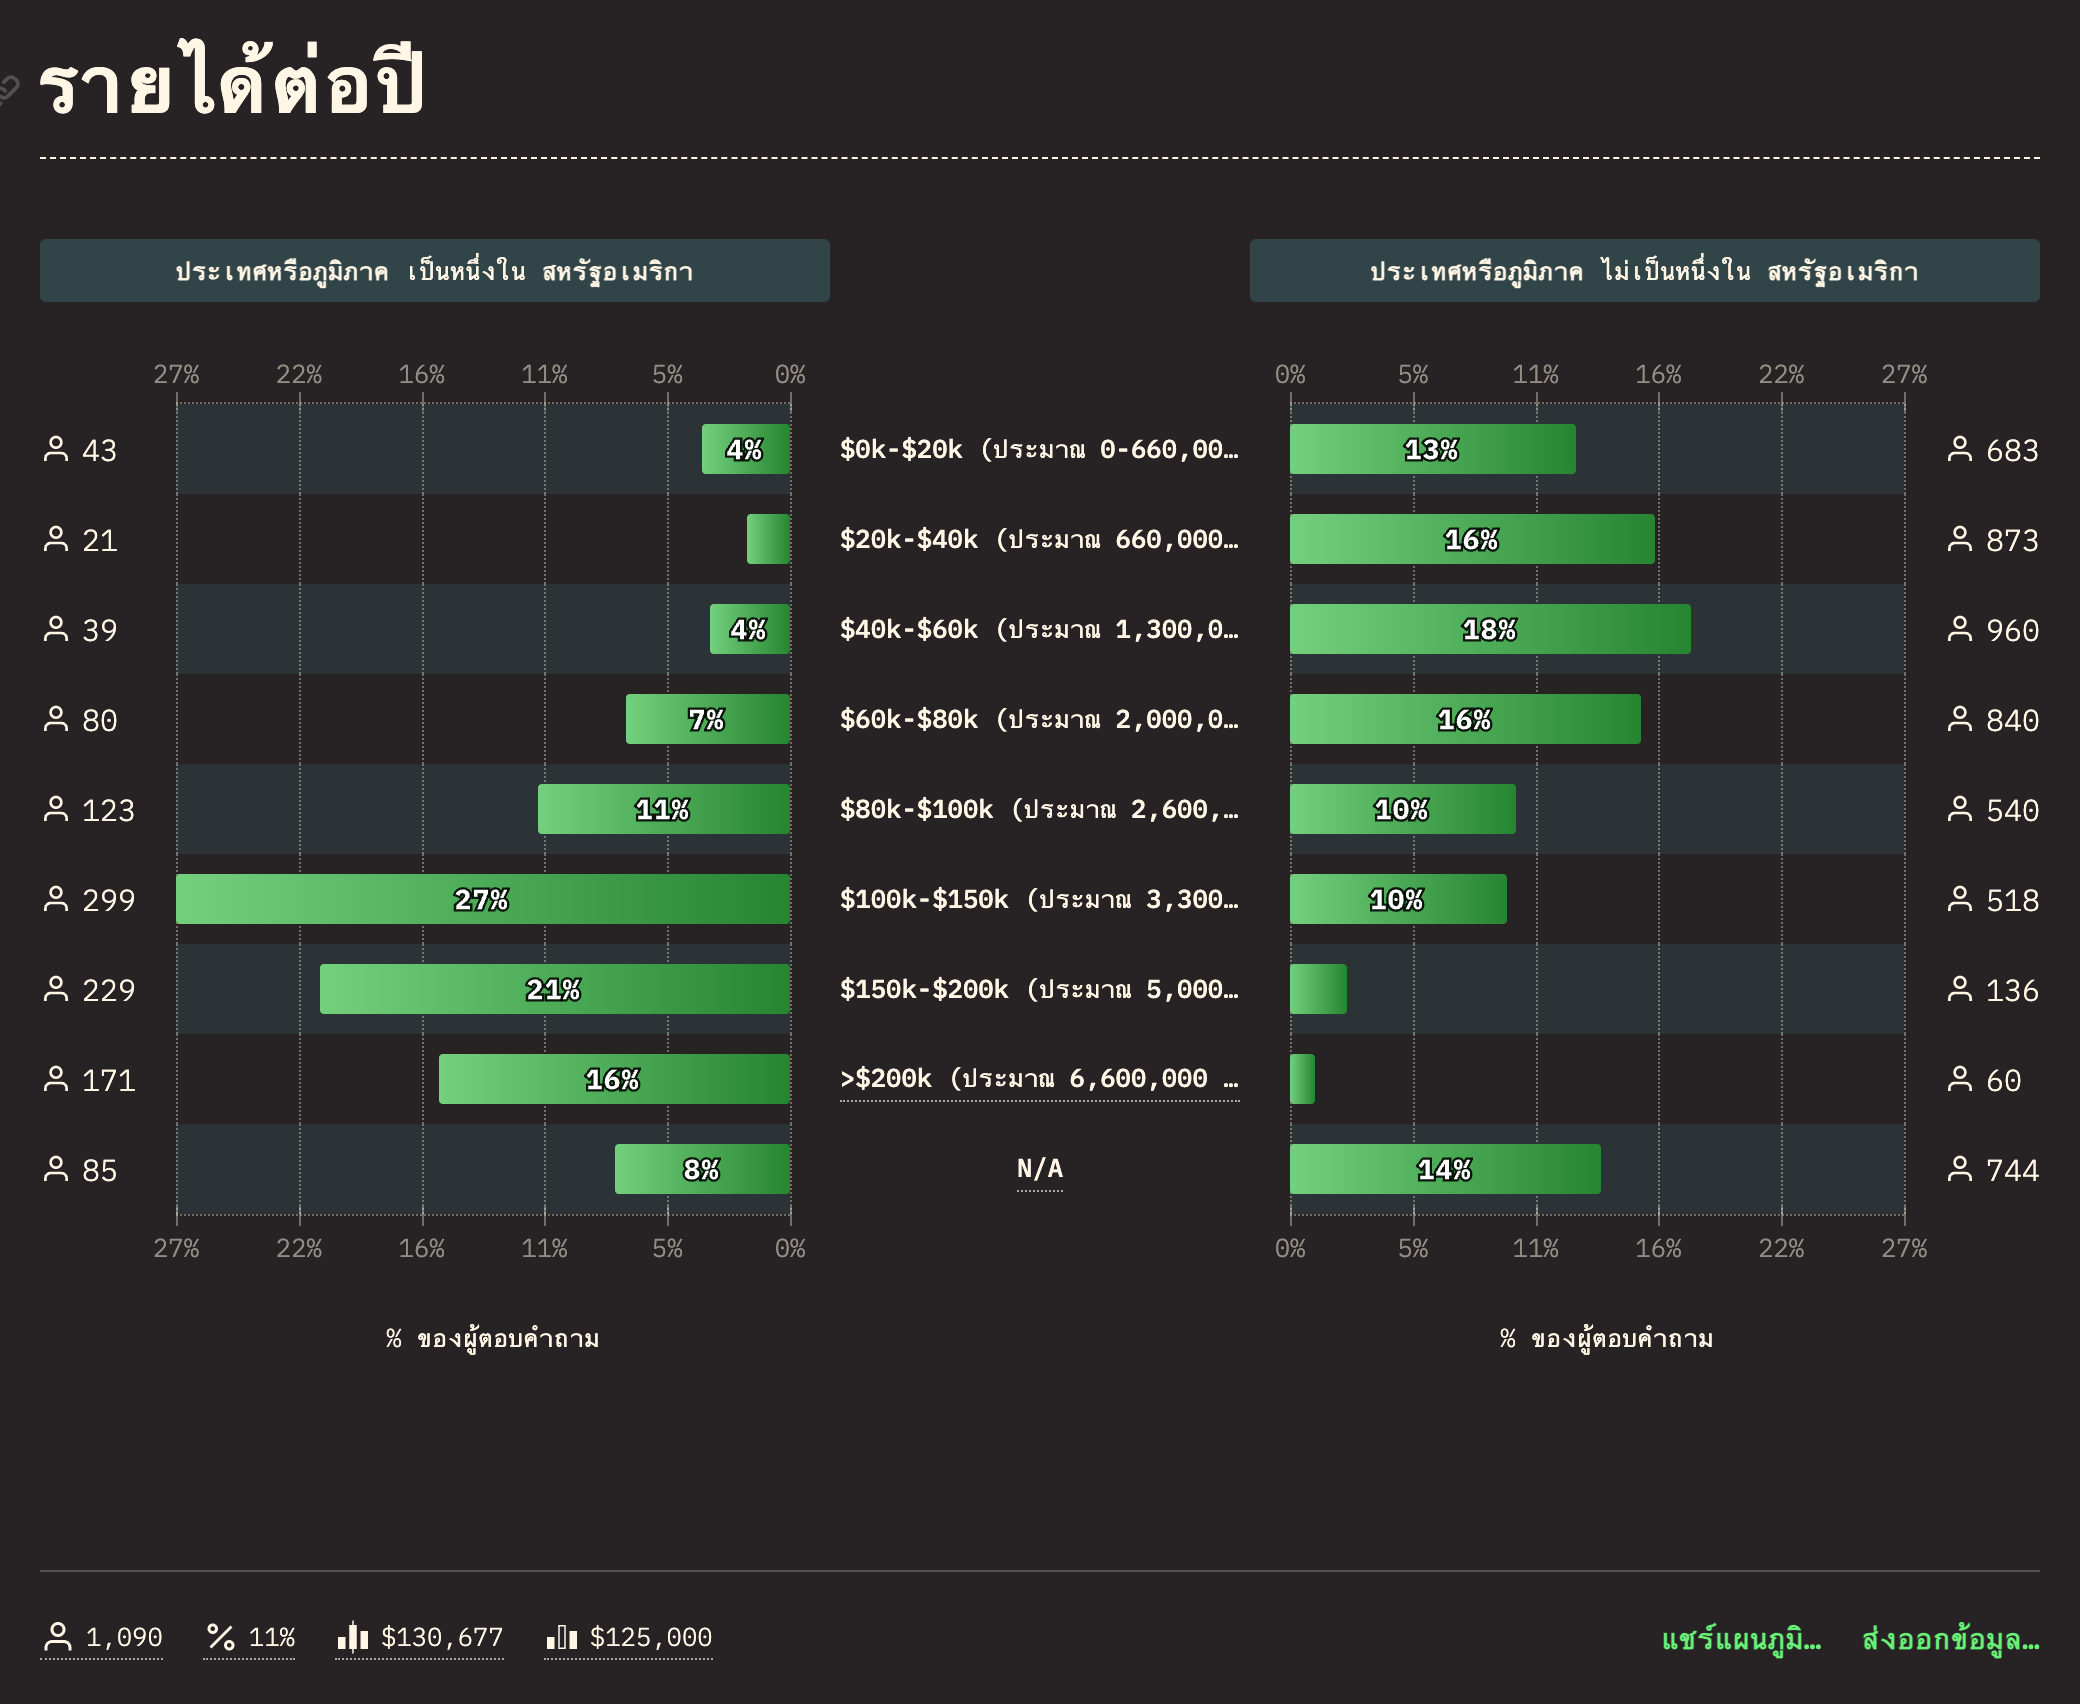 รายได้ต่อปี
ประเทศหรือภูมิภาค เป็นหนึ่งใน สหรัฐอเมริกา
ประเทศหรือภูมิภาค ไม่เป็นหนึ่งใน สหรัฐอเมริกา
27% 22% 16% 11% 5% 0%
0% 5% 11% 16% 22% 27%
43 4% $0k-$20k (ประมาณ 0-660,00… 13% 683
21 $20k-$40k (ประมาณ 660,000… 16% 873
39 4% $40k-$60k (ประมาณ 1,300,0… 18% 960
80 7% $60k-$80k (ประมาณ 2,000,0… 16% 840
123 11% $80k-$100k (ประมาณ 2,600,… 10% 540
299 27% $100k-$150k (ประมาณ 3,300… 10% 518
229 21% $150k-$200k (ประมาณ 5,000… 136
171 16% >$200k (ประมาณ 6,600,000 … 60
85 8% N/A 14% 744
27% 22% 16% 11% 5% 0%
0% 5% 11% 16% 22% 27%
% ของผู้ตอบคำถาม
% ของผู้ตอบคำถาม
1,090 11% $130,677 $125,000
แชร์แผนภูมิ… ส่งออกข้อมูล…